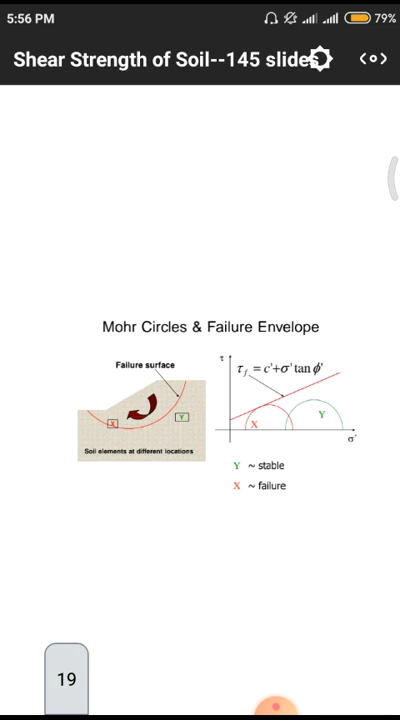 5:56 PM
79%
Shear Strength of Soil--145 slides
Mohr Circles & Failure Envelope
Failure surface
τ
τf = c'+σ' tan ϕ'
X
Y
Soil elements at different locations
X
Y
σ'
Y ~ stable
X ~ failure
19